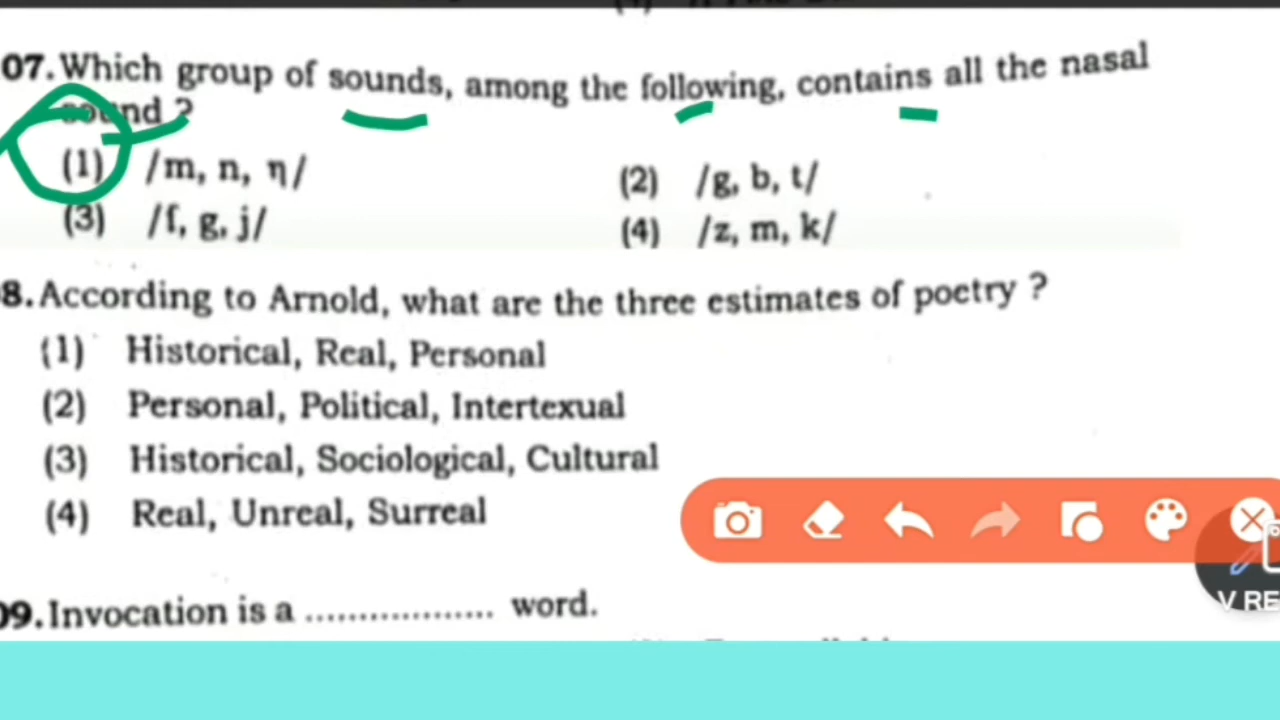 07. Which group of sounds, among the following, contains all the nasal
sound ?
(1) /m, n, η/ (2) /g, b, t/
(3) /f, g, j/ (4) /z, m, k/
8. According to Arnold, what are the three estimates of poetry ?
(1) Historical, Real, Personal
(2) Personal, Political, Intertexual
(3) Historical, Sociological, Cultural
(4) Real, Unreal, Surreal
09. Invocation is a .................. word.
V RE